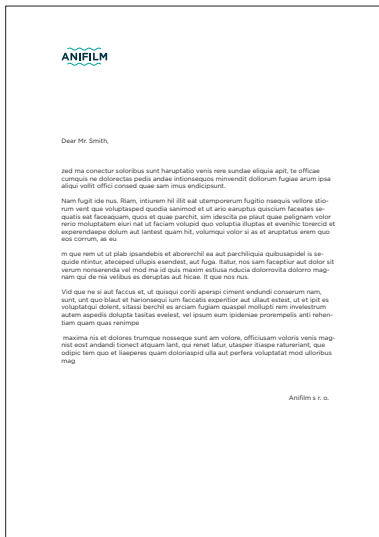 ANIFILM
Dear Mr. Smith,
zed ma conectur soloribus sunt haruptatio venis rere sundae eliquia apit, te officae
cumquis ne dolorectas pedis andae intionsequos minvendit dollorum fugiae arum ipsa
aliqui vollit offici consed quae sam imus endicipsunt.
Nam fugit ide nus. Riam, intiurem hil illit eat utemporerum fugitio nsequis vellore stio-
rum vent que voluptasped quodia sanimod et ut ario earuptus quiscium faceates se-
quatis eat faceaquam, quos et quae parchit, sim idescita pe plaut quae pelignam volor
rerio moluptatem eiuri nat ut faciam volupid quo voluptia illuptas et evenihic torercid et
experendaepe dolum aut lantest quam hit, volumqui volor si as et aruptatus erem quo
eos corrum, as eu
m que rem ut ut plab ipsandebis et aborerchil ea aut parchiliquia quibusapidel is se-
quide ntintur, ateceped ullupis esendest, aut fuga. Itatur, nos sam faceptiur aut dolor sit
verum nonserenda vel mod ma id quis maxim estiusa nducia dolorrovita dolorro mag-
nam qui de nia velibus es deruptas aut hicae. It que nos nus.
Vid que ne si aut faccus et, ut quisqui coriti aperspi ciment endundi conserum nam,
sunt, unt quo blaut et harionsequi ium faccatis experitior aut ullaut estest, ut et ipit es
voluptatqui dolent, sitassi berchil es arciam fugiam quaspel mollupti rem invelestrum
autem aspedis dolupta tasitas evelest, vel ipsum eum ipideniae prorempelis anti rehen-
tiam quam quas renimpe
maxima nis et dolores trumque nosseque sunt am volore, officiusam voloris venis mag-
nist eost andandi tionect atquam lant, qui renet latur, utasper itiaspe ratureriant, que
odipic tem quo et liaeperes quam doloriaspid ulla aut perfera voluptatat mod ulloribus
mag
Anifilm s r. o.